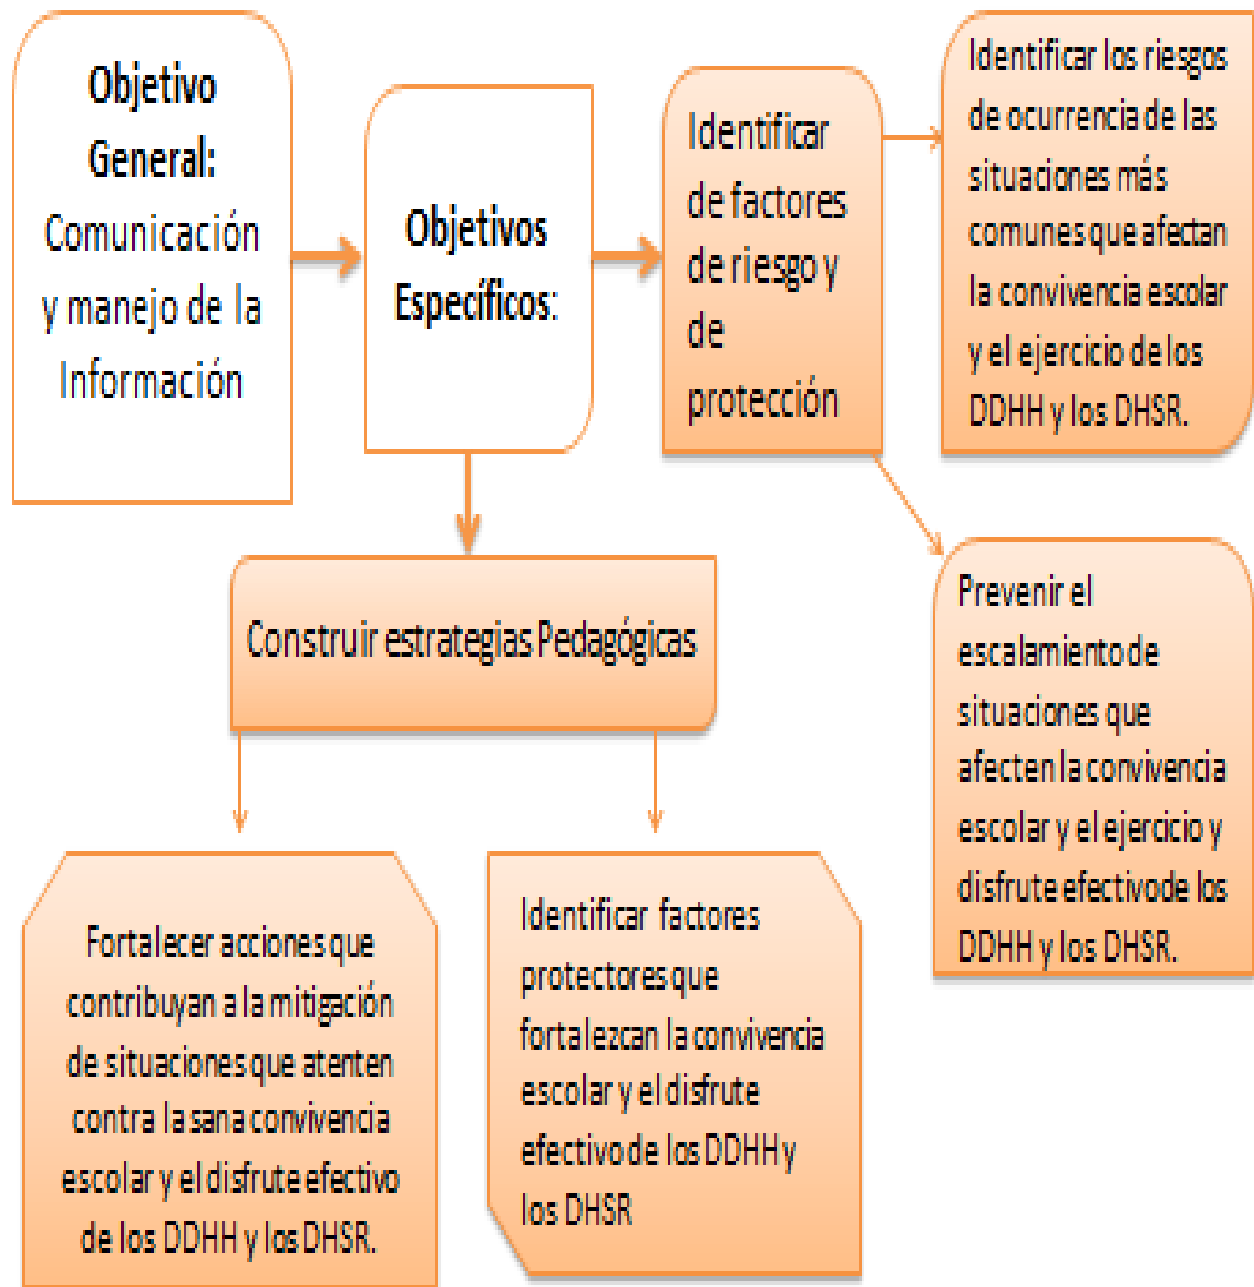 Objetivo
General:
Comunicación
y manejo de la
Información
Objetivos
Específicos:
Identificar
de factores
de riesgo y
de
protección
Identificar los riesgos
de ocurrencia de las
situaciones más
comunes que afectan
la convivencia escolar
y el ejercicio de los
DDHH y los DHSR.
Prevenir el
escalamiento de
situaciones que
afecten la convivencia
escolar y el ejercicio y
disfrute efectivo de los
DDHH y los DHSR.
Construir estrategias Pedagógicas
Fortalecer acciones que
contribuyan a la mitigación
de situaciones que atenten
contra la sana convivencia
escolar y el disfrute efectivo
de los DDHH y los DHSR.
Identificar factores
protectores que
fortalezcan la convivencia
escolar y el disfrute
efectivo de los DDHH y
los DHSR